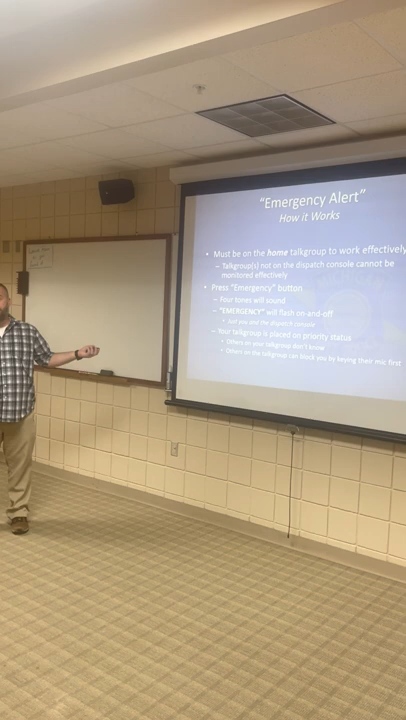 "Emergency Alert"
How it Works
• Must be on the home talkgroup to work effectively
– Talkgroup(s) not on the dispatch console cannot be
monitored effectively
• Press "Emergency" button
– Four tones will sound
– "EMERGENCY" will flash on-and-off
• Just you and the dispatch console
– Your talkgroup is placed on priority status
• Others on your talkgroup don't know
• Others on the talkgroup can block you by keying their mic first